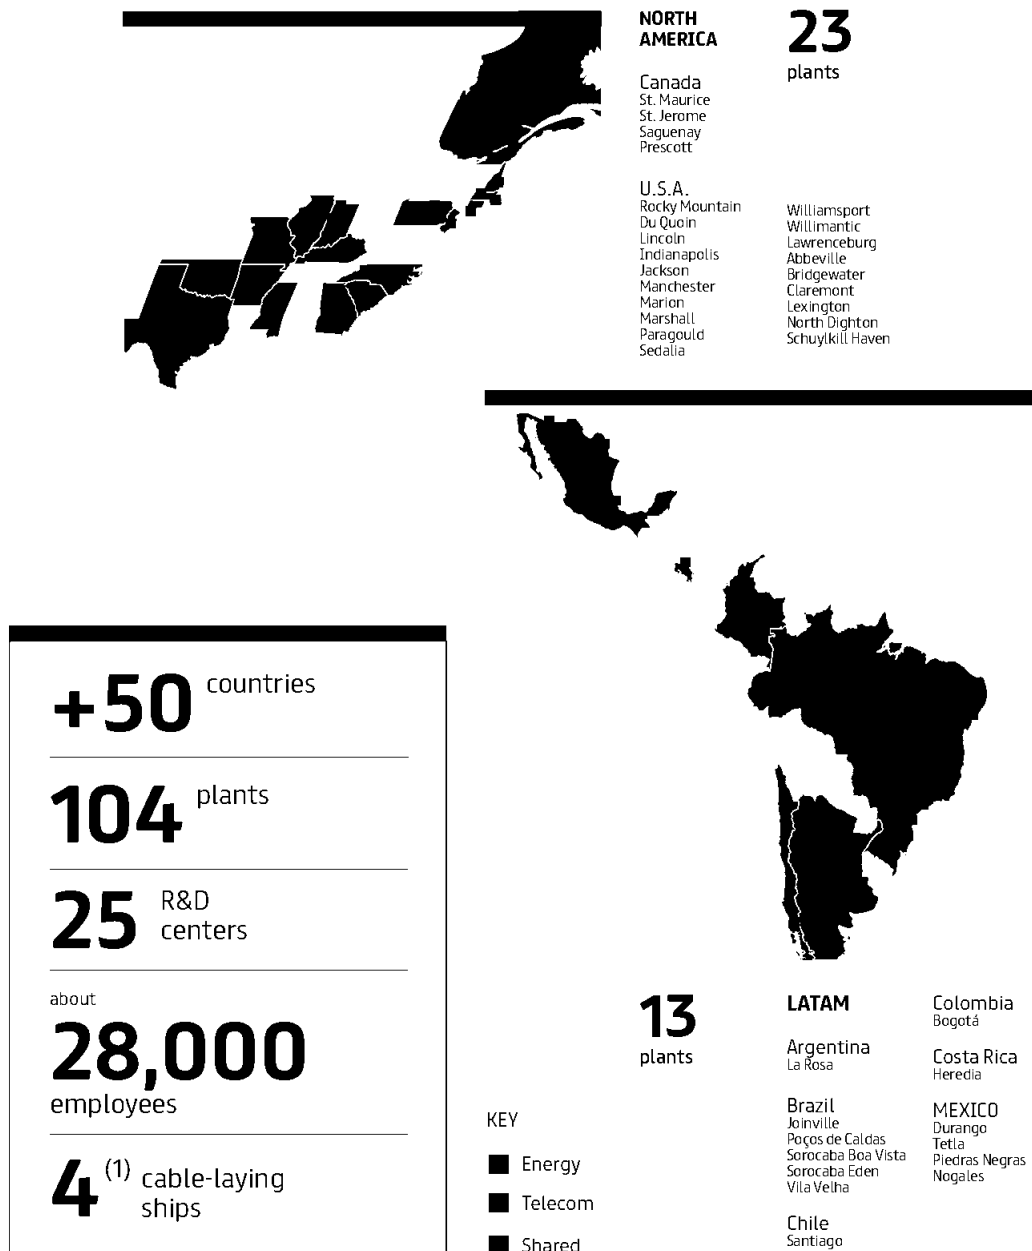 NORTH
AMERICA
23
plants
Canada
St. Maurice
St. Jerome
Saguenay
Prescott
U.S.A.
Rocky Mountain
Du Quoin
Lincoln
Indianapolis
Jackson
Manchester
Marion
Marshall
Paragould
Sedalia
Williamsport
Willimantic
Lawrenceburg
Abbeville
Bridgewater
Claremont
Lexington
North Dighton
Schuylkill Haven
+50 countries
104 plants
25 R&D
centers
about
28,000
employees
4 (1) cable-laying
ships
KEY
Energy
Telecom
Shared
13
plants
LATAM
Argentina
La Rosa
Brazil
Joinville
Poços de Caldas
Sorocaba Boa Vista
Sorocaba Eden
Vila Velha
Chile
Santiago
Colombia
Bogotá
Costa Rica
Heredia
MEXICO
Durango
Tetla
Piedras Negras
Nogales